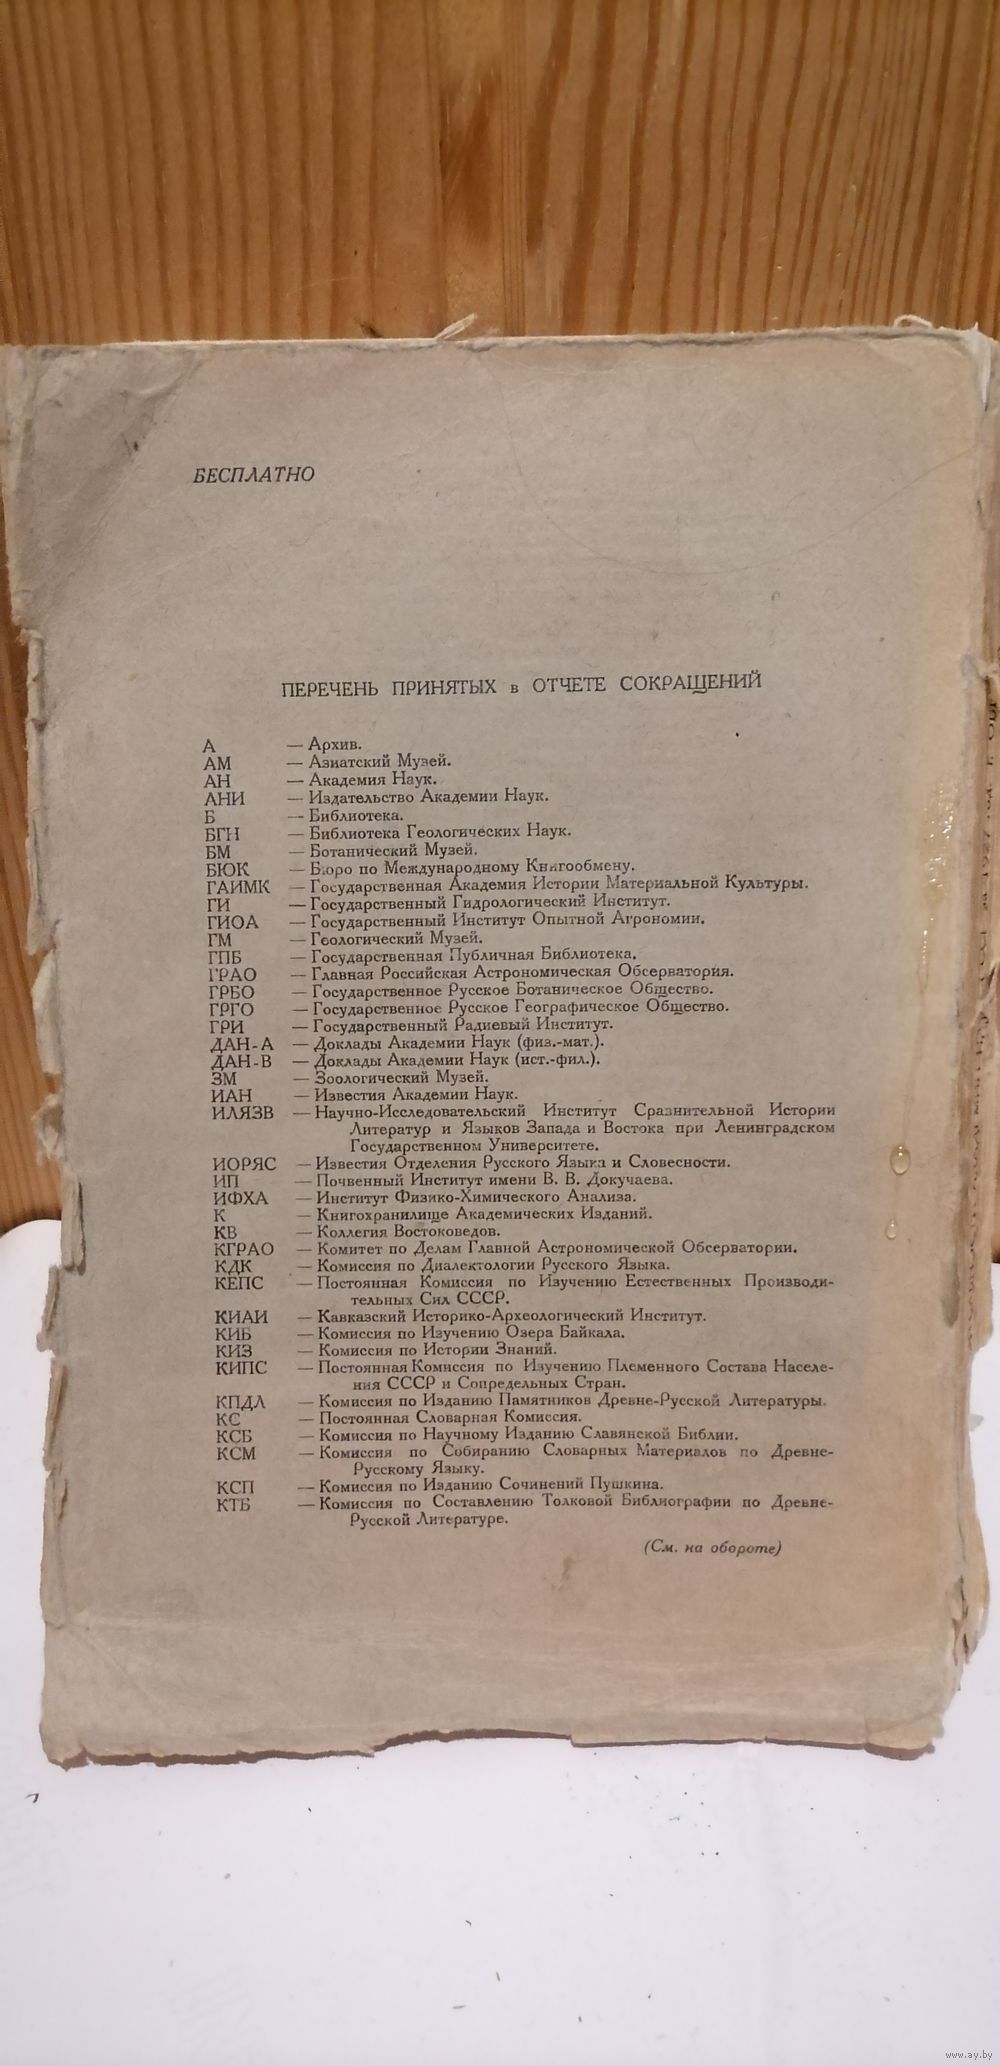 БЕСПЛАТНО
ПЕРЕЧЕНЬ ПРИНЯТЫХ в ОТЧЕТЕ СОКРАЩЕНИЙ
А — Архив.
АМ — Азиатский Музей.
АН — Академия Наук.
АНИ — Издательство Академии Наук.
Б — Библиотека.
БГН — Библиотека Геологических Наук.
БМ — Ботанический Музей.
БЮК — Бюро по Международному Книгообмену.
ГАИМК — Государственная Академия Истории Материальной Культуры.
ГИ — Государственный Гидрологический Институт.
ГИОА — Государственный Институт Опытной Агрономии.
ГМ — Геологический Музей.
ГПБ — Государственная Публичная Библиотека.
ГРАО — Главная Российская Астрономическая Обсерватория.
ГРБО — Государственное Русское Ботаническое Общество.
ГРГО — Государственное Русское Географическое Общество.
ГРИ — Государственный Радиевый Институт.
ДАН-А — Доклады Академии Наук (физ.-мат.).
ДАН-В — Доклады Академии Наук (ист.-фил.).
ЗМ — Зоологический Музей.
ИАН — Известия Академии Наук.
ИЛЯЗВ — Научно-Исследовательский Институт Сравнительной Истории
Литератур и Языков Запада и Востока при Ленинградском
Государственном Университете.
ИОРЯС — Известия Отделения Русского Языка и Словесности.
ИП — Почвенный Институт имени В. В. Докучаева.
ИФХА — Институт Физико-Химического Анализа.
К — Книгохранилище Академических Изданий.
КВ — Коллегия Востоковедов.
КГРАО — Комитет по Делам Главной Астрономической Обсерватории.
КДК — Комиссия по Диалектологии Русского Языка.
КЕПС — Постоянная Комиссия по Изучению Естественных Производи-
тельных Сил СССР.
КИАИ — Кавказский Историко-Археологический Институт.
КИБ — Комиссия по Изучению Озера Байкала.
КИЗ — Комиссия по Истории Знаний.
КИПС — Постоянная Комиссия по Изучению Племенного Состава Населе-
ния СССР и Сопредельных Стран.
КПДЛ — Комиссия по Изданию Памятников Древне-Русской Литературы.
КС — Постоянная Словарная Комиссия.
КСБ — Комиссия по Научному Изданию Славянской Библии.
КСМ — Комиссия по Собиранию Словарных Материалов по Древне-
Русскому Языку.
КСП — Комиссия по Изданию Сочинений Пушкина.
КТБ — Комиссия по Составлению Толковой Библиографии по Древне-
Русской Литературе.
(См. на обороте)
www.ay.by